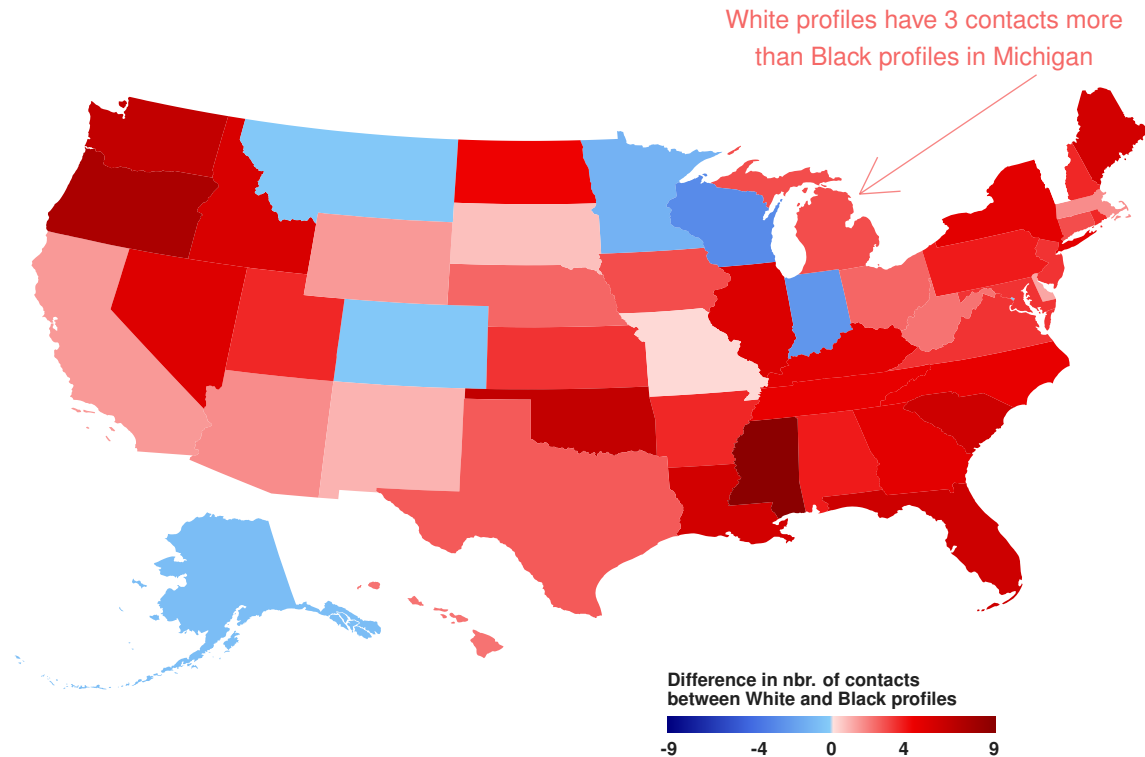 White profiles have 3 contacts more
than Black profiles in Michigan
Difference in nbr. of contacts
between White and Black profiles
-9 -4 0 4 9